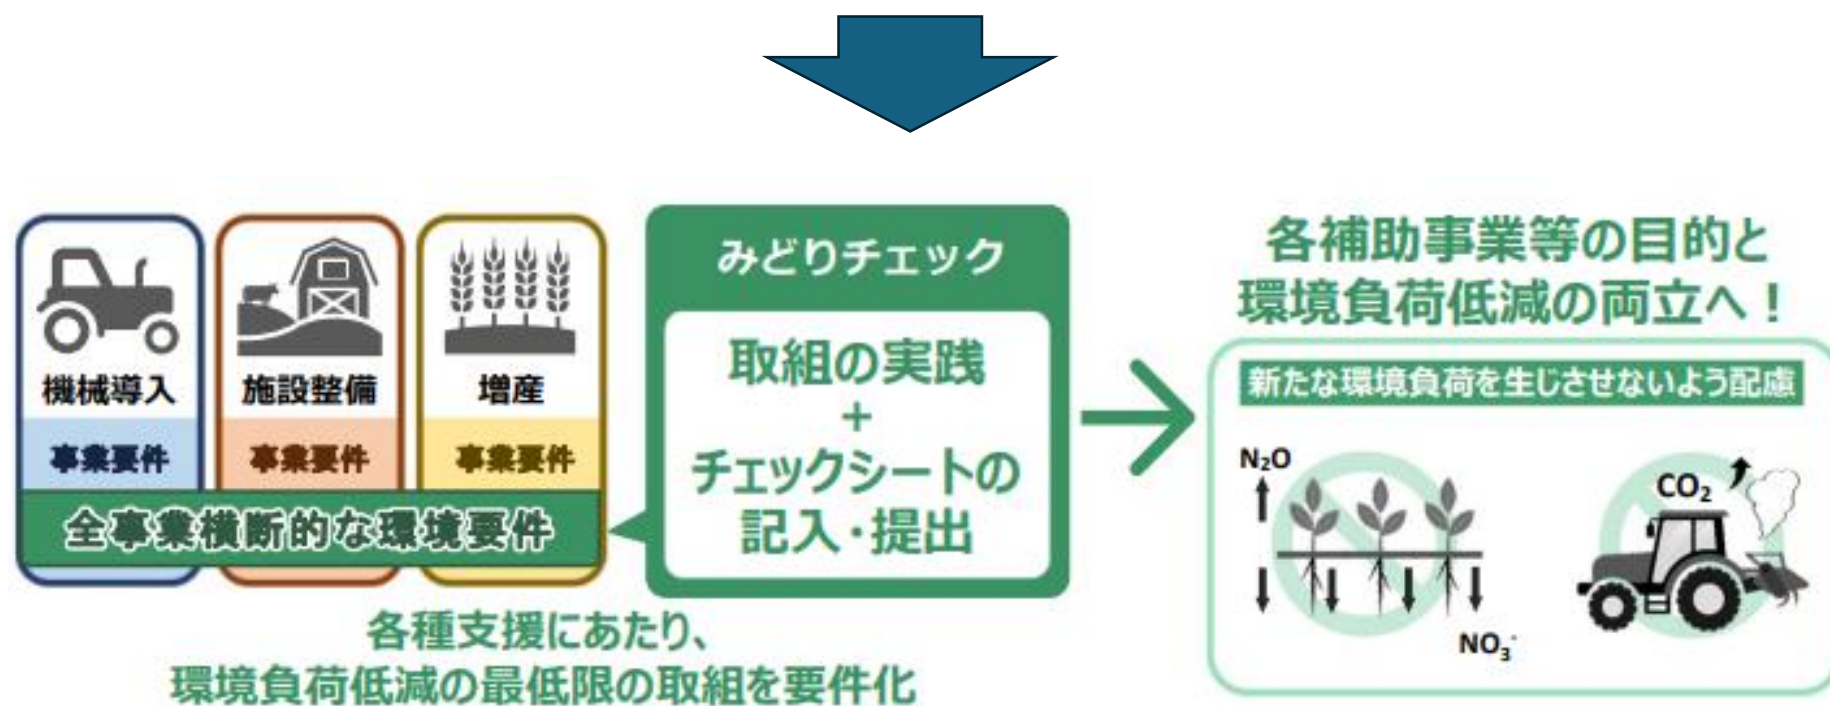 機械導入
事業要件
施設整備
事業要件
増産
事業要件
全事業横断的な環境要件
各種支援にあたり、
環境負荷低減の最低限の取組を要件化
みどりチェック
取組の実践
+
チェックシートの
記入・提出
各補助事業等の目的と
環境負荷低減の両立へ！
新たな環境負荷を生じさせないよう配慮
N₂O
NO₃⁻
CO₂